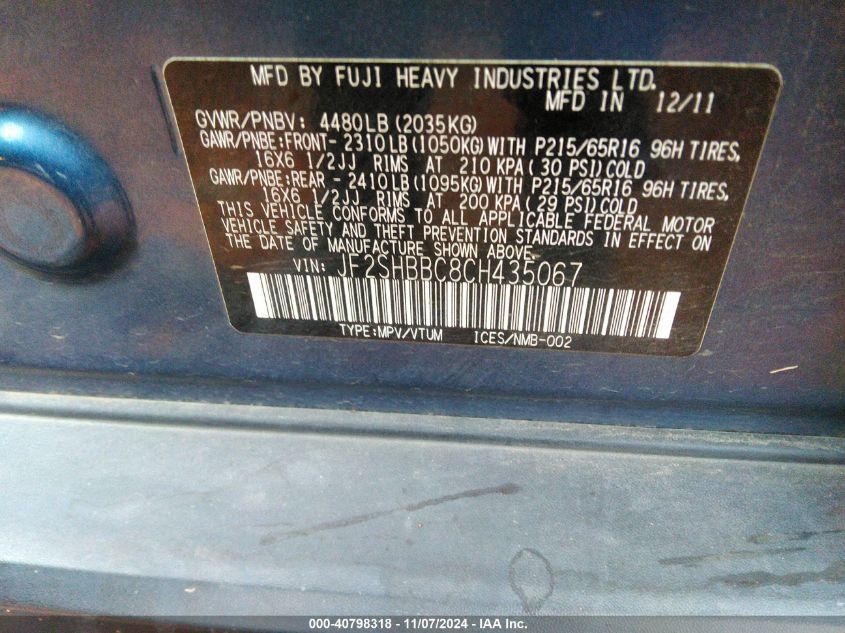 MFD BY FUJI HEAVY INDUSTRIES LTD.
MFD IN 12/11
GVWR/PNBV: 4480LB(2035KG)
GAWR/PNBE:FRONT- 2310LB(1050KG)WITH P215/65R16 96H TIRES,
16X6 1/2JJ RIMS AT 210 KPA(30 PSI)COLD
GAWR/PNBE:REAR - 2410LB(1095KG)WITH P215/65R16 96H TIRES,
16X6 1/2JJ RIMS AT 200 KPA(29 PSI)COLD
THIS VEHICLE CONFORMS TO ALL APPLICABLE FEDERAL MOTOR
VEHICLE SAFETY AND THEFT PREVENTION STANDARDS IN EFFECT ON
THE DATE OF MANUFACTURE SHOWN ABOVE.
VIN: JF2SHBBC8CH435067
TYPE:MPV/VTUM ICES/NMB-002
000-40798318 - 11/07/2024 - IAA Inc.